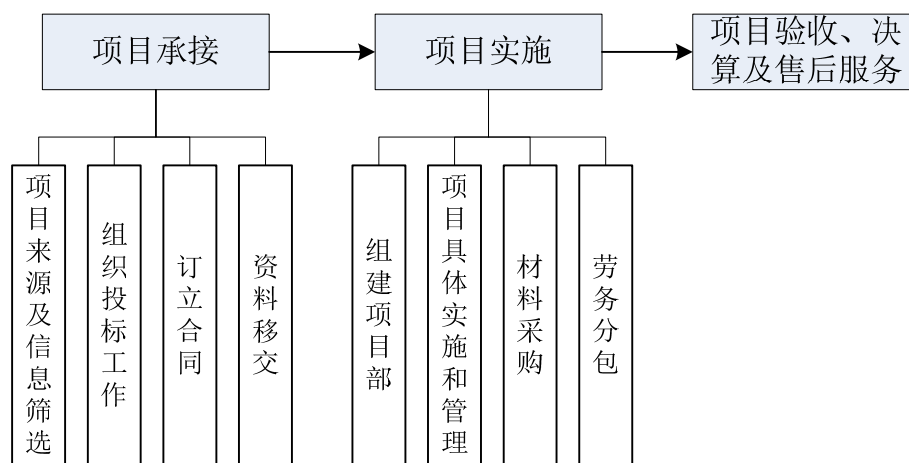 项目承接
项目实施
项目验收、决
算及售后服务
项目来源及信息筛选
组织投标工作
订立合同
资料移交
组建项目部
项目具体实施和管理
材料采购
劳务分包